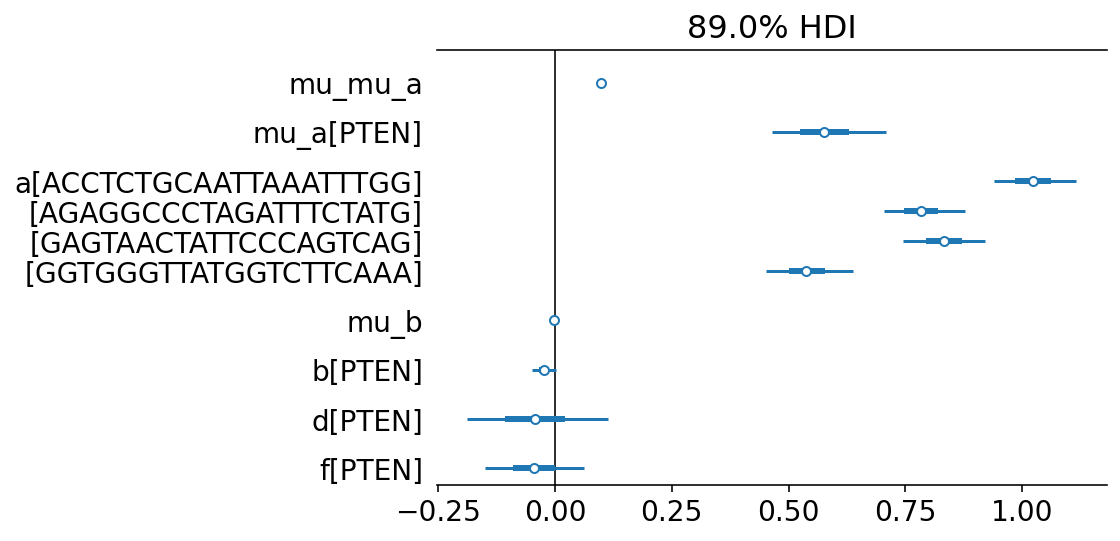 89.0% HDI
mu_mu_a
mu_a[PTEN]
a[ACCTCTGCAATTAAATTTGG]
[AGAGGCCCTAGATTTCTATG]
[GAGTAACTATTCCCAGTCAG]
[GGTGGGTTATGGTCTTCAAA]
mu_b
b[PTEN]
d[PTEN]
f[PTEN]
−0.25 0.00 0.25 0.50 0.75 1.00